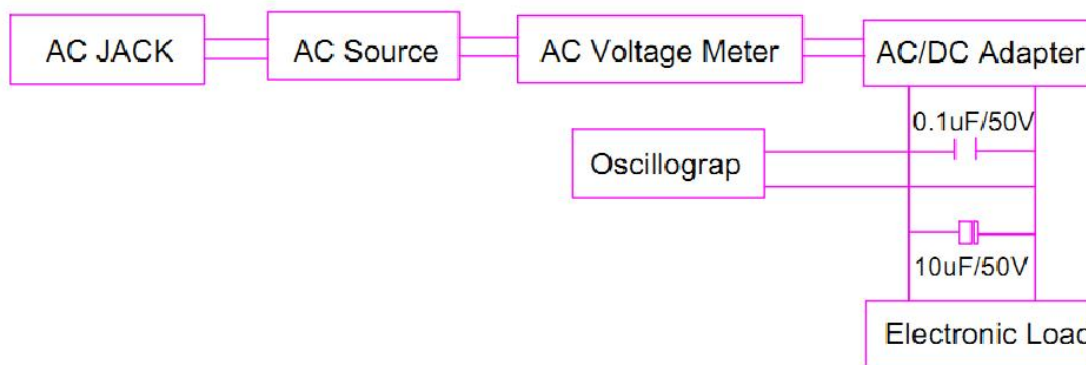 AC JACK
AC Source
AC Voltage Meter
AC/DC Adapter
0.1uF/50V
Oscillograp
10uF/50V
Electronic Load